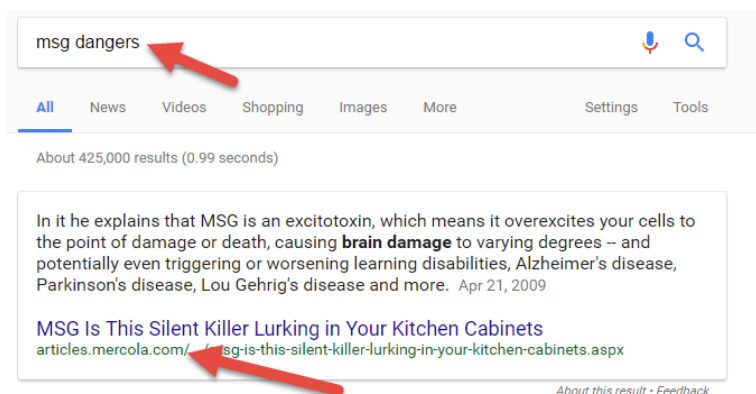 msg dangers
All News Videos Shopping Images More Settings Tools
About 425,000 results (0.99 seconds)
In it he explains that MSG is an excitotoxin, which means it overexcites your cells to
the point of damage or death, causing brain damage to varying degrees -- and
potentially even triggering or worsening learning disabilities, Alzheimer's disease,
Parkinson's disease, Lou Gehrig's disease and more. Apr 21, 2009
MSG Is This Silent Killer Lurking in Your Kitchen Cabinets
articles.mercola.com/.../msg-is-this-silent-killer-lurking-in-your-kitchen-cabinets.aspx
About this result • Feedback